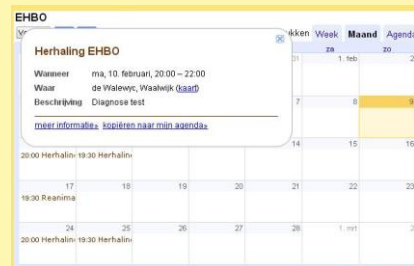 EHBO
kken Week Maand Agenda
za zo
31 1. feb 2
Herhaling EHBO
Wanneer ma, 10. februari, 20:00 – 22:00
Waar de Walewyc, Waalwijk (kaart)
Beschrijving Diagnose test
meer informatie» kopiëren naar mijn agenda»
7 8 9
14 15 16
20:00 Herhalin 19:30 Herhalin
17 18 19 20 21 22 23
19:30 Reanima
24 25 26 27 28 1. mrt
20:00 Herhalin 19:30 Herhalin